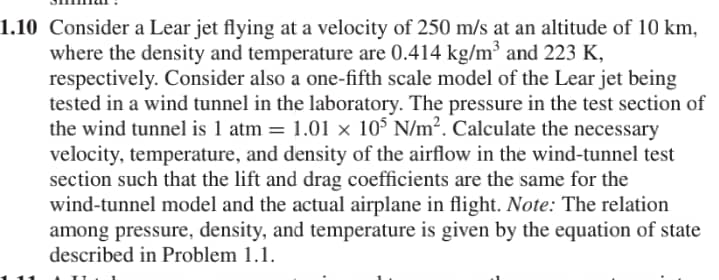 1.10 Consider a Lear jet flying at a velocity of 250 m/s at an altitude of 10 km,
where the density and temperature are 0.414 kg/m³ and 223 K,
respectively. Consider also a one-fifth scale model of the Lear jet being
tested in a wind tunnel in the laboratory. The pressure in the test section of
the wind tunnel is 1 atm = 1.01 × 10⁵ N/m². Calculate the necessary
velocity, temperature, and density of the airflow in the wind-tunnel test
section such that the lift and drag coefficients are the same for the
wind-tunnel model and the actual airplane in flight. Note: The relation
among pressure, density, and temperature is given by the equation of state
described in Problem 1.1.